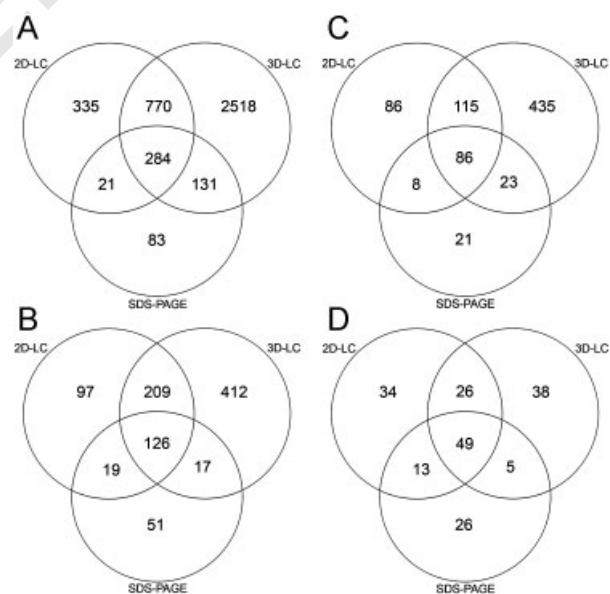 A
C
2D-LC
3D-LC
2D-LC
3D-LC
335
770
2518
86
115
435
284
86
21
131
8
23
83
21
SDS-PAGE
SDS-PAGE
B
D
2D-LC
3D-LC
2D-LC
3D-LC
97
209
412
34
26
38
126
49
19
17
13
5
51
26
SDS-PAGE
SDS-PAGE